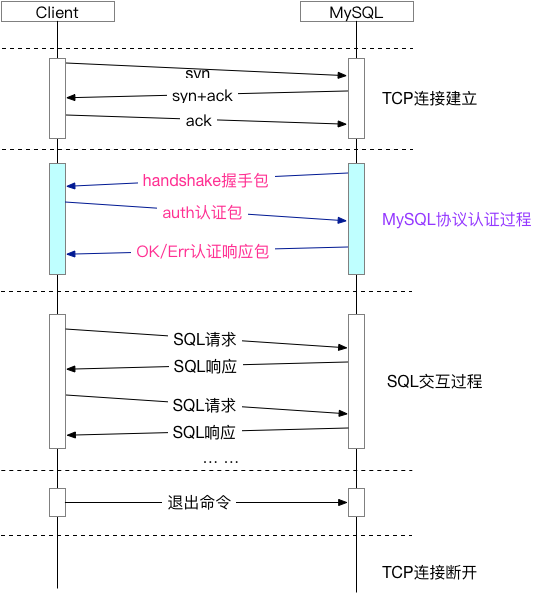 Client
MySQL
syn
syn+ack
TCP连接建立
ack
handshake握手包
auth认证包
MySQL协议认证过程
OK/Err认证响应包
SQL请求
SQL响应
SQL交互过程
SQL请求
SQL响应
... ...
退出命令
TCP连接断开